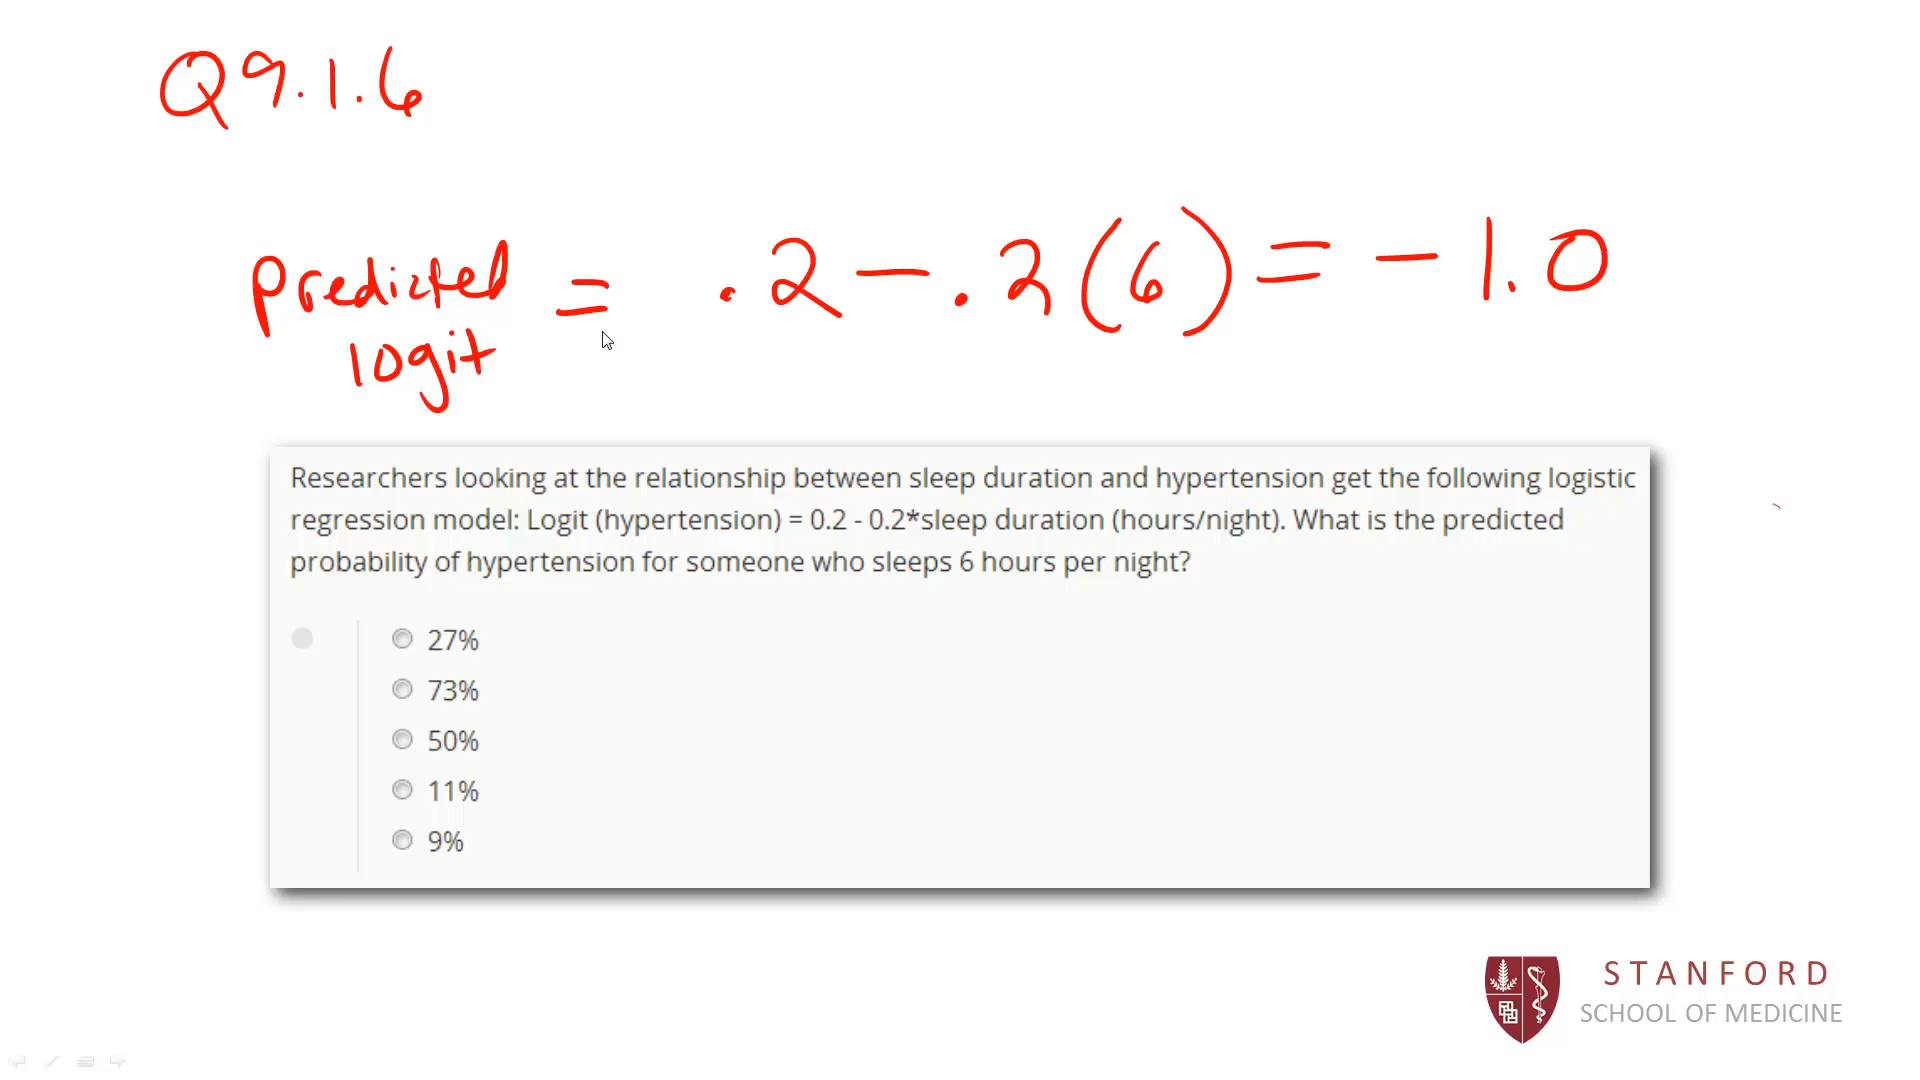 Q9.1.6
predicted = .2 - .2(6) = -1.0
logit
Researchers looking at the relationship between sleep duration and hypertension get the following logistic
regression model: Logit (hypertension) = 0.2 - 0.2*sleep duration (hours/night). What is the predicted
probability of hypertension for someone who sleeps 6 hours per night?
27%
73%
50%
11%
9%
STANFORD
SCHOOL OF MEDICINE